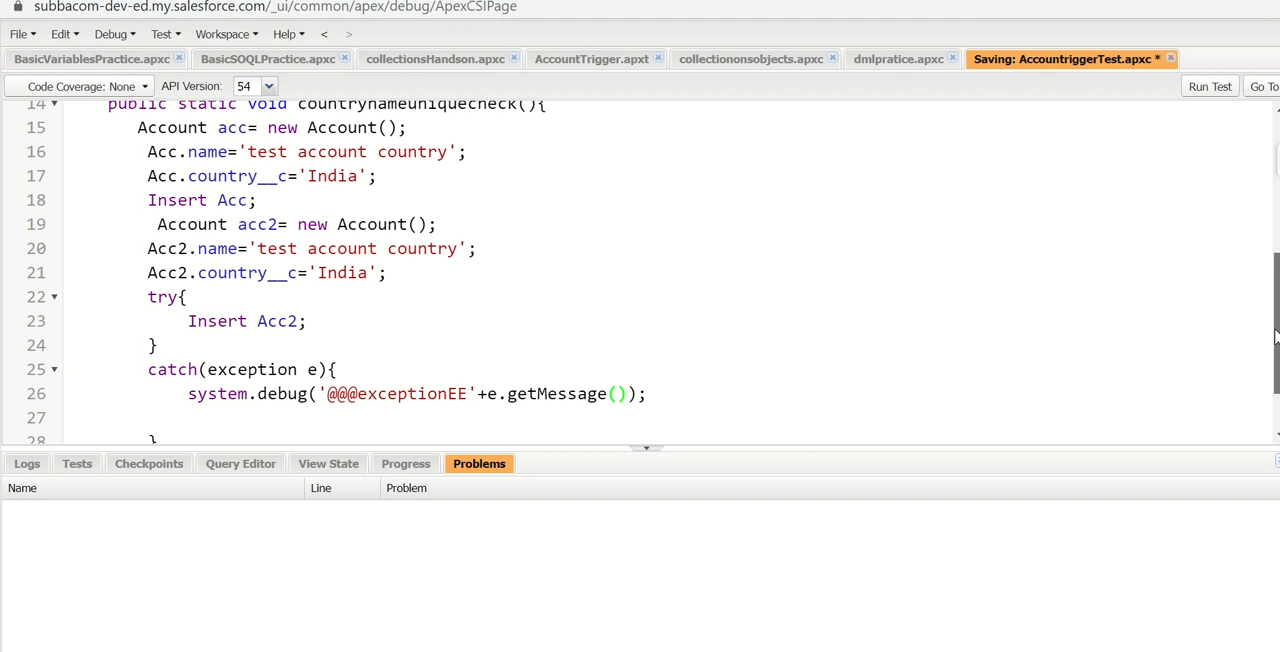 subbacom-dev-ed.my.salesforce.com/_ui/common/apex/debug/ApexCSIPage
File Edit Debug Test Workspace Help < >
BasicVariablesPractice.apxc BasicSOQLPractice.apxc collectionsHandson.apxc AccountTrigger.apxt collectiononsobjects.apxc dmlpratice.apxc Saving: AccountriggerTest.apxc *
Code Coverage: None API Version: 54 Run Test Go To
14 public static void countrynameuniquecheck(){
15 Account acc= new Account();
16 Acc.name='test account country';
17 Acc.country__c='India';
18 Insert Acc;
19 Account acc2= new Account();
20 Acc2.name='test account country';
21 Acc2.country__c='India';
22 try{
23 Insert Acc2;
24 }
25 catch(exception e){
26 system.debug('@@@exceptionEE'+e.getMessage());
27
28 }
Logs Tests Checkpoints Query Editor View State Progress Problems
Name Line Problem